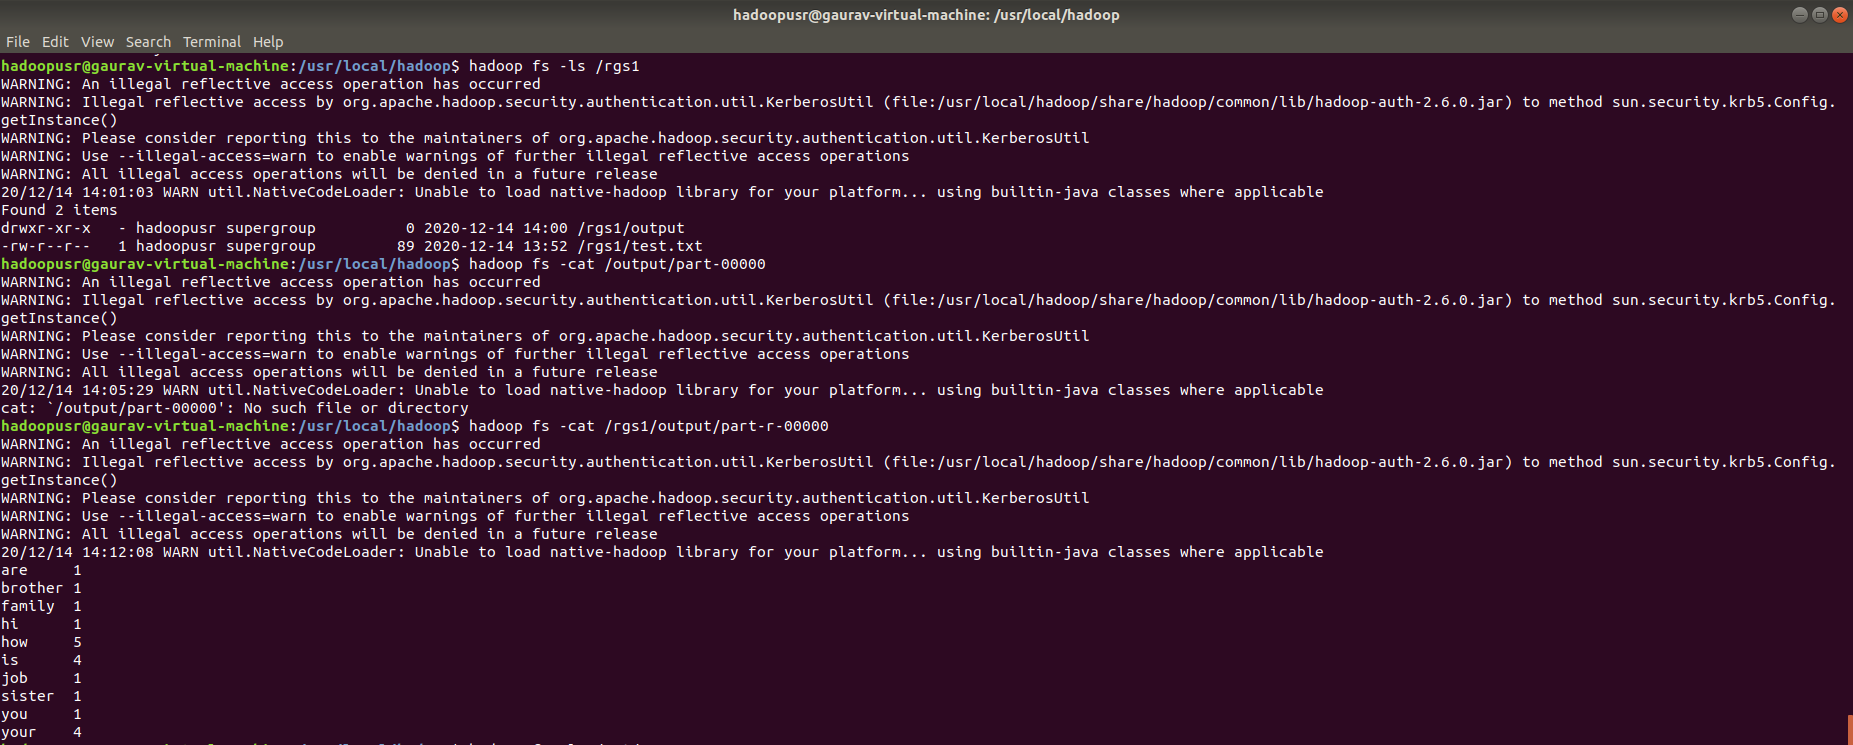 hadoopusr@gaurav-virtual-machine: /usr/local/hadoop
File Edit View Search Terminal Help
hadoopusr@gaurav-virtual-machine:/usr/local/hadoop$ hadoop fs -ls /rgs1
WARNING: An illegal reflective access operation has occurred
WARNING: Illegal reflective access by org.apache.hadoop.security.authentication.util.KerberosUtil (file:/usr/local/hadoop/share/hadoop/common/lib/hadoop-auth-2.6.0.jar) to method sun.security.krb5.Config.
getInstance()
WARNING: Please consider reporting this to the maintainers of org.apache.hadoop.security.authentication.util.KerberosUtil
WARNING: Use --illegal-access=warn to enable warnings of further illegal reflective access operations
WARNING: All illegal access operations will be denied in a future release
20/12/14 14:01:03 WARN util.NativeCodeLoader: Unable to load native-hadoop library for your platform... using builtin-java classes where applicable
Found 2 items
drwxr-xr-x   - hadoopusr supergroup          0 2020-12-14 14:00 /rgs1/output
-rw-r--r--   1 hadoopusr supergroup         89 2020-12-14 13:52 /rgs1/test.txt
hadoopusr@gaurav-virtual-machine:/usr/local/hadoop$ hadoop fs -cat /output/part-00000
WARNING: An illegal reflective access operation has occurred
WARNING: Illegal reflective access by org.apache.hadoop.security.authentication.util.KerberosUtil (file:/usr/local/hadoop/share/hadoop/common/lib/hadoop-auth-2.6.0.jar) to method sun.security.krb5.Config.
getInstance()
WARNING: Please consider reporting this to the maintainers of org.apache.hadoop.security.authentication.util.KerberosUtil
WARNING: Use --illegal-access=warn to enable warnings of further illegal reflective access operations
WARNING: All illegal access operations will be denied in a future release
20/12/14 14:05:29 WARN util.NativeCodeLoader: Unable to load native-hadoop library for your platform... using builtin-java classes where applicable
cat: `/output/part-00000': No such file or directory
hadoopusr@gaurav-virtual-machine:/usr/local/hadoop$ hadoop fs -cat /rgs1/output/part-r-00000
WARNING: An illegal reflective access operation has occurred
WARNING: Illegal reflective access by org.apache.hadoop.security.authentication.util.KerberosUtil (file:/usr/local/hadoop/share/hadoop/common/lib/hadoop-auth-2.6.0.jar) to method sun.security.krb5.Config.
getInstance()
WARNING: Please consider reporting this to the maintainers of org.apache.hadoop.security.authentication.util.KerberosUtil
WARNING: Use --illegal-access=warn to enable warnings of further illegal reflective access operations
WARNING: All illegal access operations will be denied in a future release
20/12/14 14:12:08 WARN util.NativeCodeLoader: Unable to load native-hadoop library for your platform... using builtin-java classes where applicable
are     1
brother 1
family  1
hi      1
how     5
is      4
job     1
sister  1
you     1
your    4